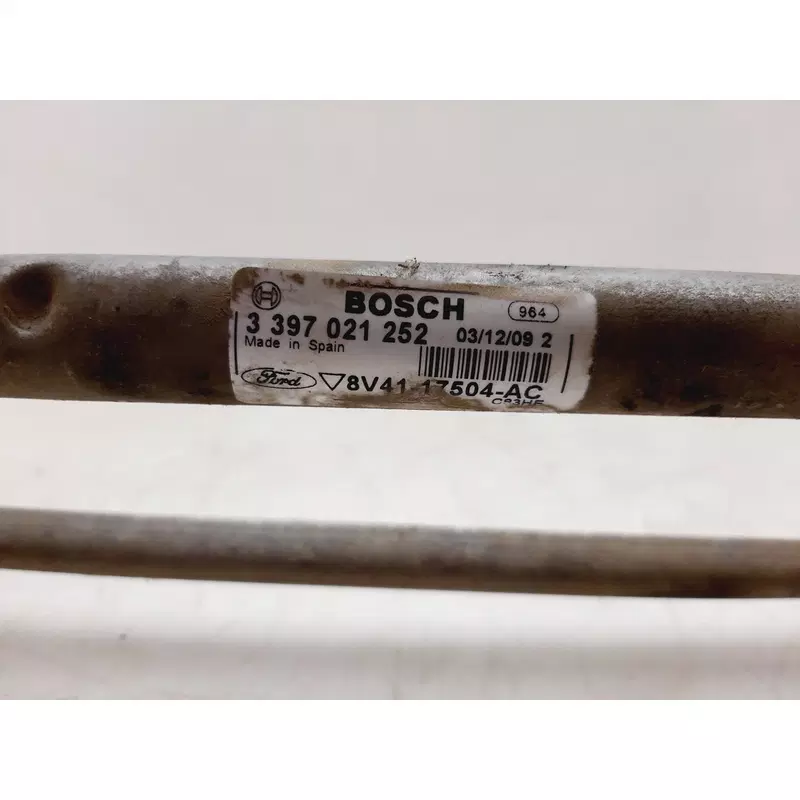 BOSCH 964
3 397 021 252 03/12/09 2
Made in Spain
Ford ▽8V41-17504-AC